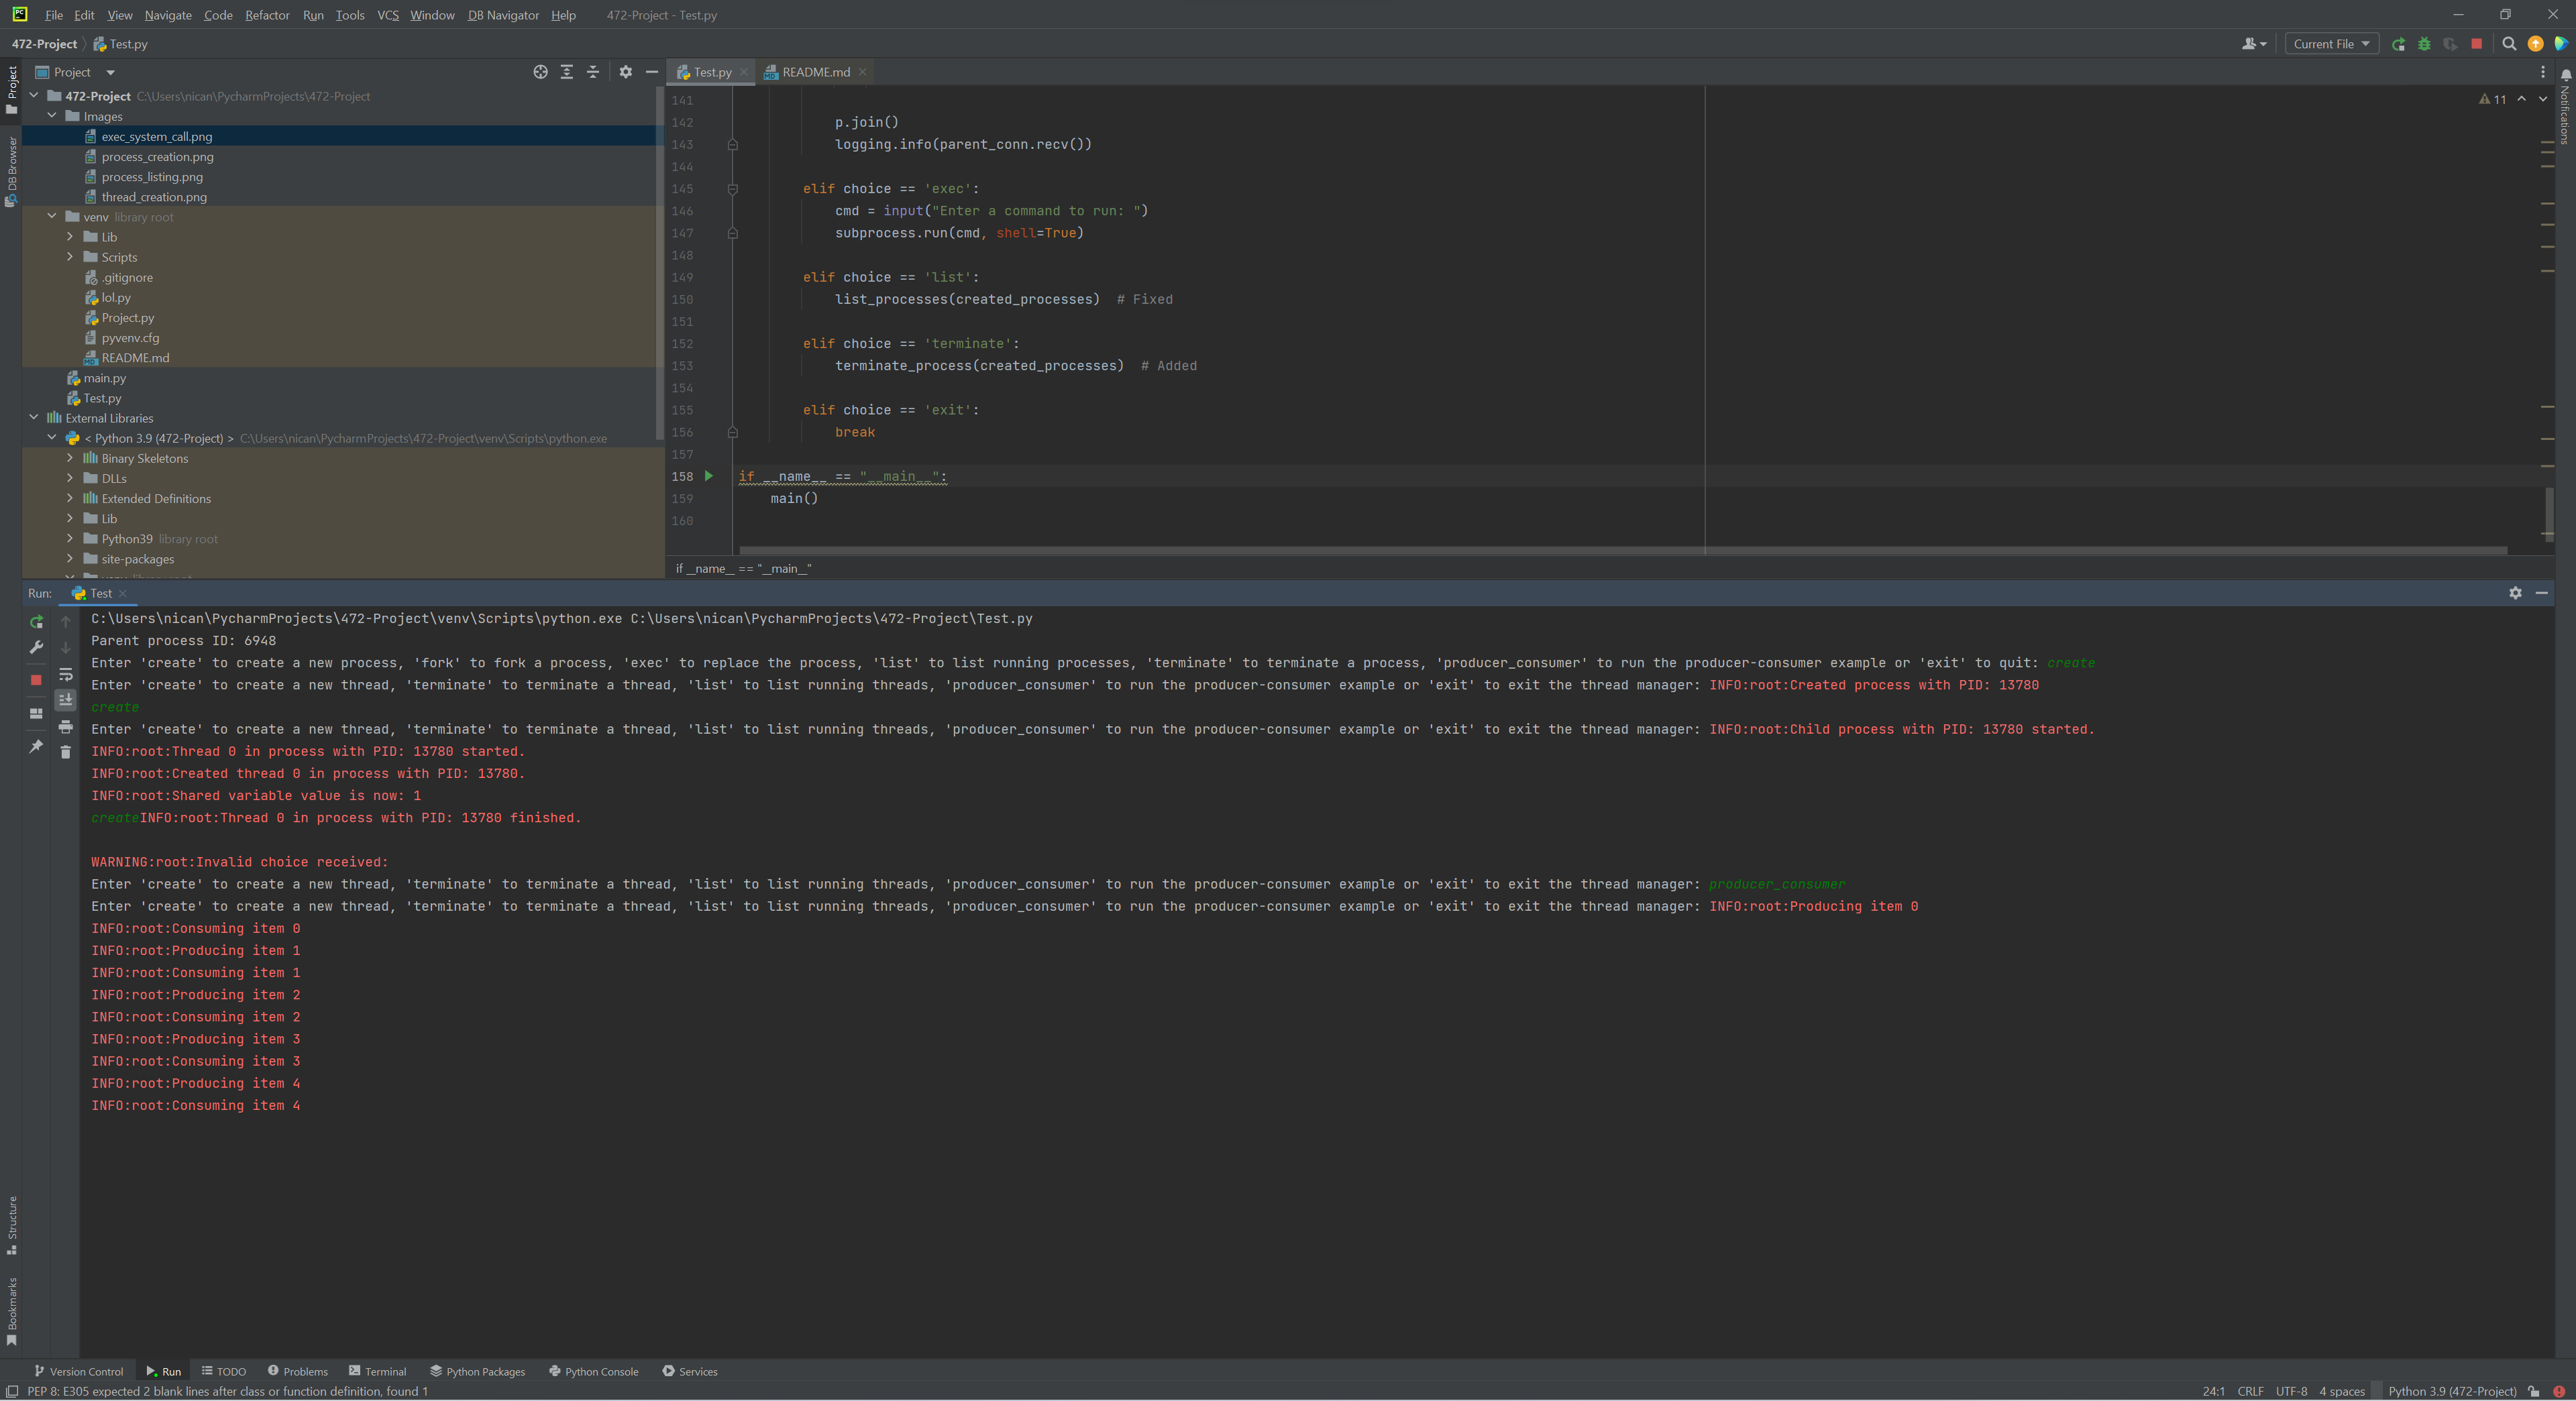 File Edit View Navigate Code Refactor Run Tools VCS Window DB Navigator Help 472-Project - Test.py
472-Project Test.py
Current File
Project
Test.py README.md
472-Project C:\Users\nican\PycharmProjects\472-Project
Images
exec_system_call.png
process_creation.png
process_listing.png
thread_creation.png
venv library root
Lib
Scripts
.gitignore
lol.py
Project.py
pyvenv.cfg
README.md
main.py
Test.py
External Libraries
< Python 3.9 (472-Project) > C:\Users\nican\PycharmProjects\472-Project\venv\Scripts\python.exe
Binary Skeletons
DLLs
Extended Definitions
Lib
Python39 library root
site-packages
Project
DB Browser
Structure
Bookmarks
Notifications
11
141
142 p.join()
143 logging.info(parent_conn.recv())
144
145 elif choice == 'exec':
146 cmd = input("Enter a command to run: ")
147 subprocess.run(cmd, shell=True)
148
149 elif choice == 'list':
150 list_processes(created_processes)  # Fixed
151
152 elif choice == 'terminate':
153 terminate_process(created_processes)  # Added
154
155 elif choice == 'exit':
156 break
157
158 if __name__ == "__main__":
159 main()
160
if __name__ == "__main__"
Run: Test
C:\Users\nican\PycharmProjects\472-Project\venv\Scripts\python.exe C:\Users\nican\PycharmProjects\472-Project\Test.py
Parent process ID: 6948
Enter 'create' to create a new process, 'fork' to fork a process, 'exec' to replace the process, 'list' to list running processes, 'terminate' to terminate a process, 'producer_consumer' to run the producer-consumer example or 'exit' to quit: create
Enter 'create' to create a new thread, 'terminate' to terminate a thread, 'list' to list running threads, 'producer_consumer' to run the producer-consumer example or 'exit' to exit the thread manager: INFO:root:Created process with PID: 13780
create
Enter 'create' to create a new thread, 'terminate' to terminate a thread, 'list' to list running threads, 'producer_consumer' to run the producer-consumer example or 'exit' to exit the thread manager: INFO:root:Child process with PID: 13780 started.
INFO:root:Thread 0 in process with PID: 13780 started.
INFO:root:Created thread 0 in process with PID: 13780.
INFO:root:Shared variable value is now: 1
createINFO:root:Thread 0 in process with PID: 13780 finished.
WARNING:root:Invalid choice received:
Enter 'create' to create a new thread, 'terminate' to terminate a thread, 'list' to list running threads, 'producer_consumer' to run the producer-consumer example or 'exit' to exit the thread manager: producer_consumer
Enter 'create' to create a new thread, 'terminate' to terminate a thread, 'list' to list running threads, 'producer_consumer' to run the producer-consumer example or 'exit' to exit the thread manager: INFO:root:Producing item 0
INFO:root:Consuming item 0
INFO:root:Producing item 1
INFO:root:Consuming item 1
INFO:root:Producing item 2
INFO:root:Consuming item 2
INFO:root:Producing item 3
INFO:root:Consuming item 3
INFO:root:Producing item 4
INFO:root:Consuming item 4
Version Control Run TODO Problems Terminal Python Packages Python Console Services
PEP 8: E305 expected 2 blank lines after class or function definition, found 1
24:1 CRLF UTF-8 4 spaces Python 3.9 (472-Project)